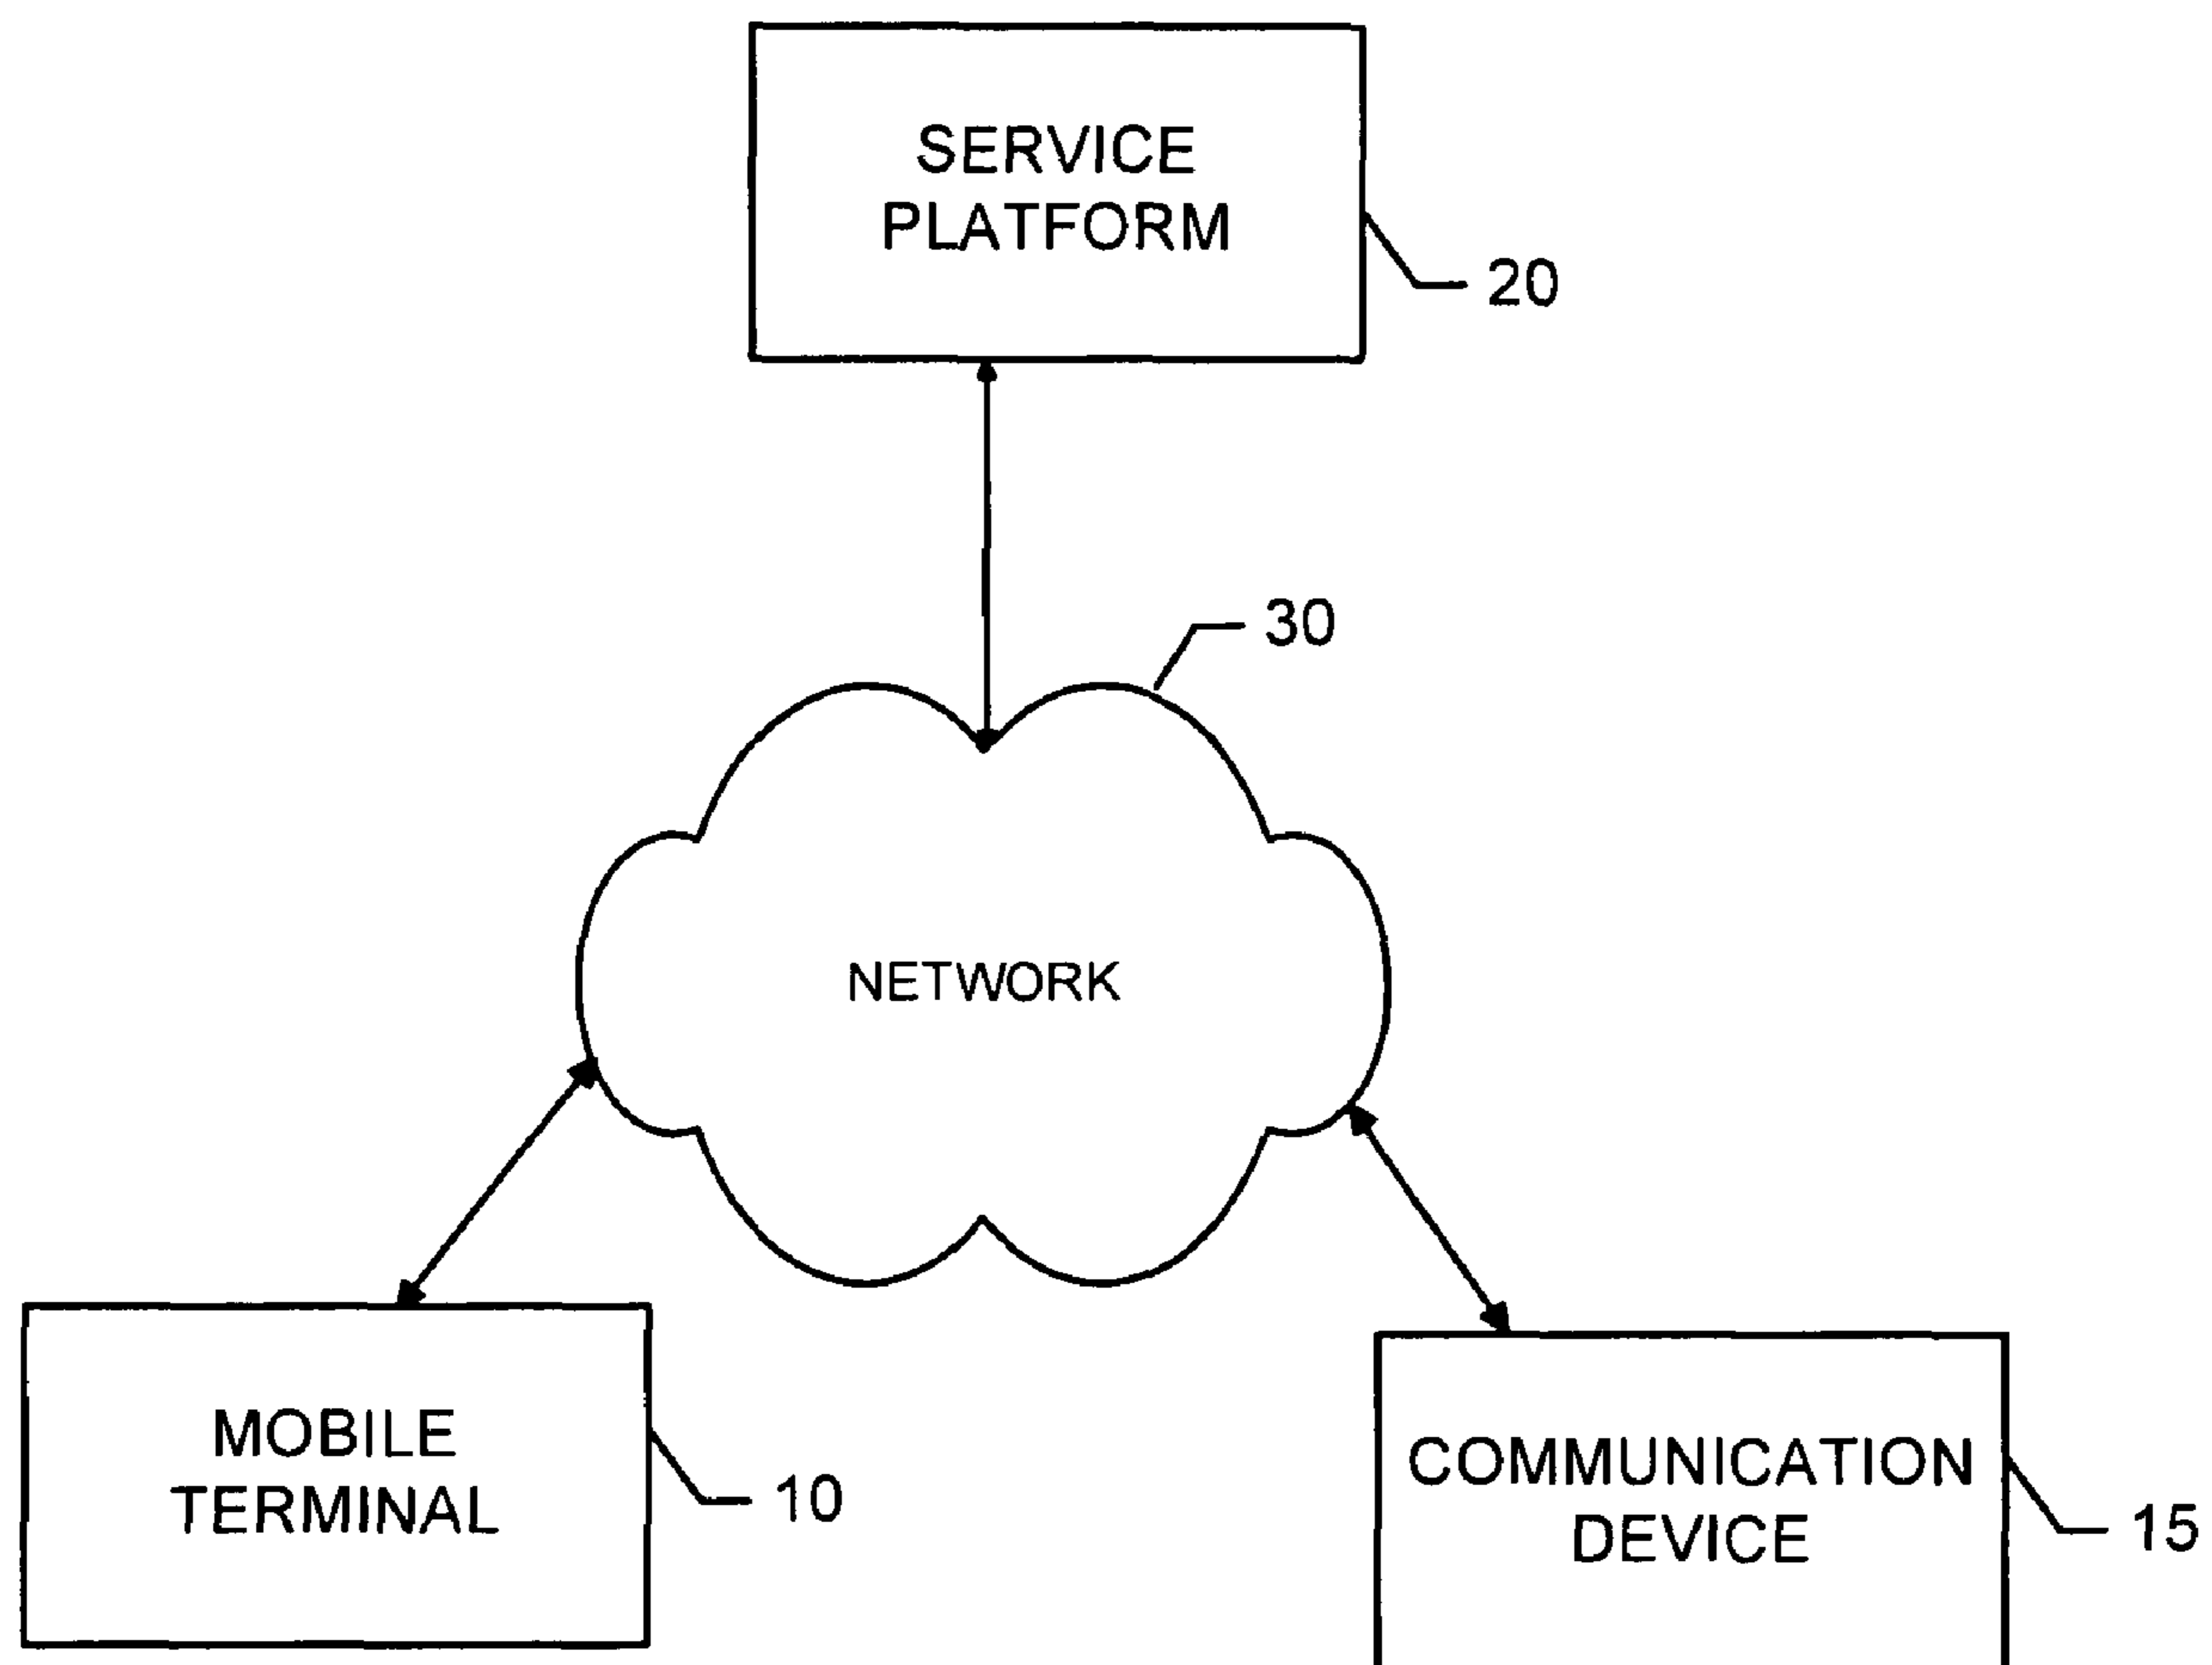 SERVICE
PLATFORM
20
30
NETWORK
MOBILE
TERMINAL
10
COMMUNICATION
DEVICE
15